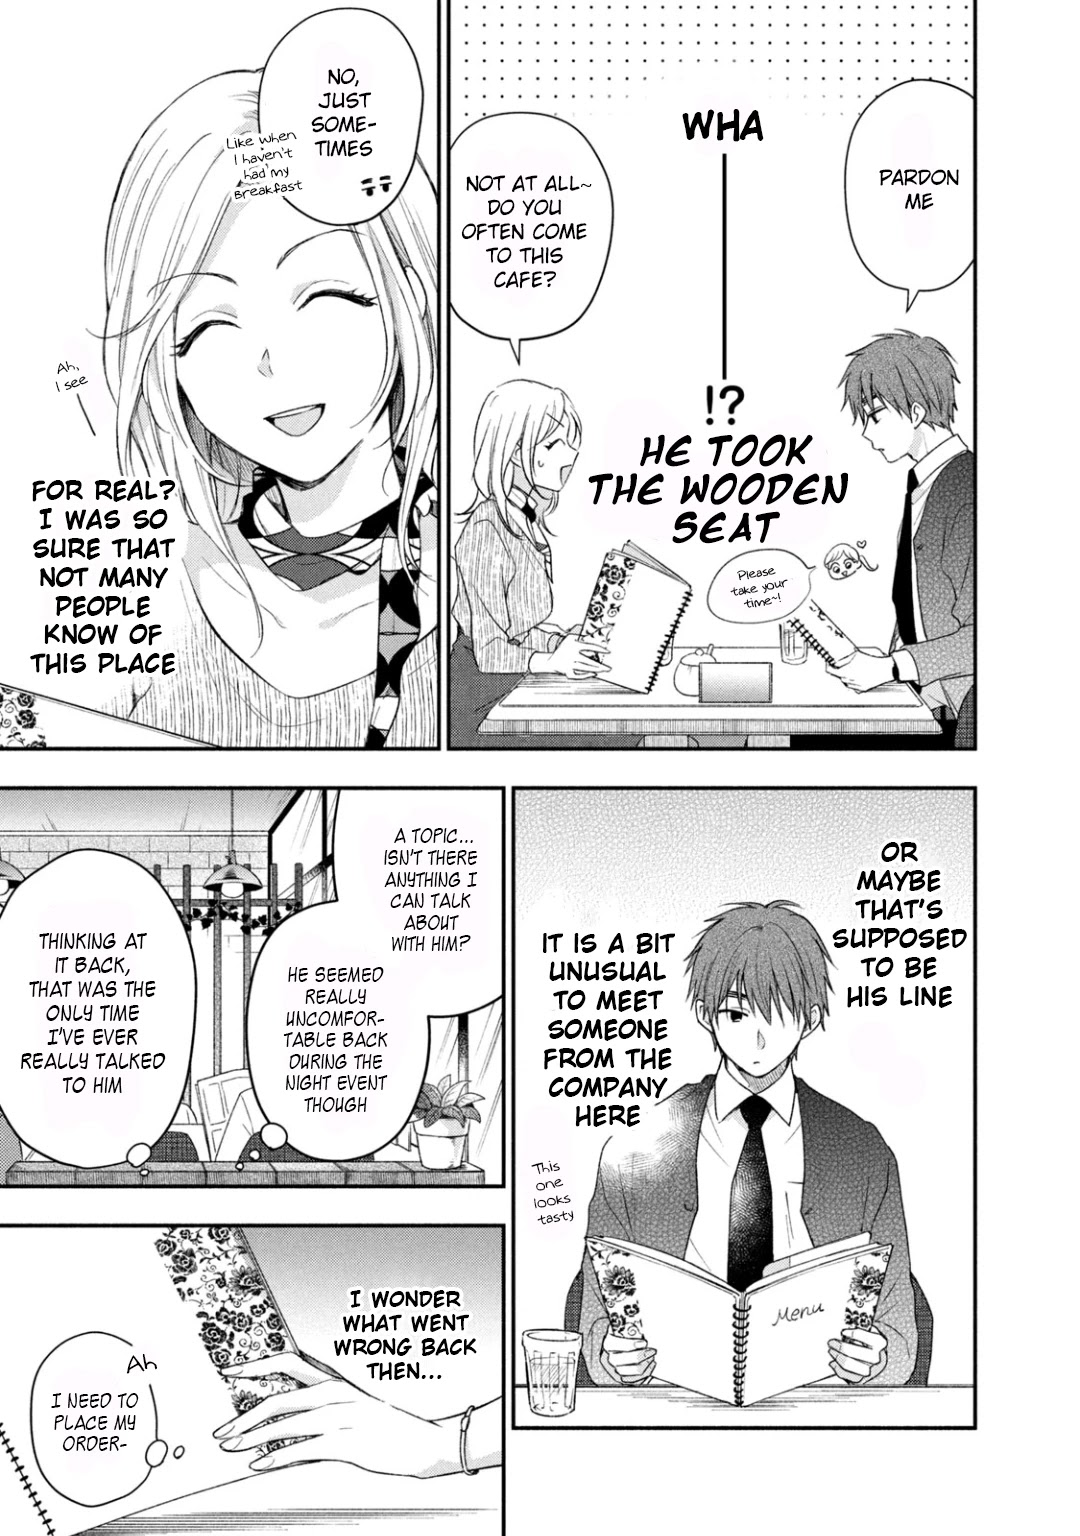 PARDON
ME
WHA
!?
NOT AT ALL~
DO YOU
OFTEN COME
TO THIS
CAFE?
HE TOOK
THE WOODEN
SEAT
Please
take your
time~!
NO,
JUST
SOME-
TIMES
Like when
I haven't
had my
Breakfast
Ah,
I see
FOR REAL?
I WAS SO
SURE THAT
NOT MANY
PEOPLE
KNOW OF
THIS PLACE
OR
MAYBE
THAT'S
SUPPOSED
TO BE
HIS LINE
IT IS A BIT
UNUSUAL
TO MEET
SOMEONE
FROM THE
COMPANY
HERE
This
one
looks
tasty
Menu
A TOPIC...
ISN'T THERE
ANYTHING I
CAN TALK
ABOUT
WITH HIM?
HE SEEMED
REALLY
UNCOMFOR-
TABLE BACK
DURING THE
NIGHT EVENT
THOUGH
THINKING AT
IT BACK,
THAT WAS THE
ONLY TIME
I'VE EVER
REALLY TALKED
TO HIM
I WONDER
WHAT WENT
WRONG BACK
THEN...
Ah
I NEED TO
PLACE MY
ORDER-